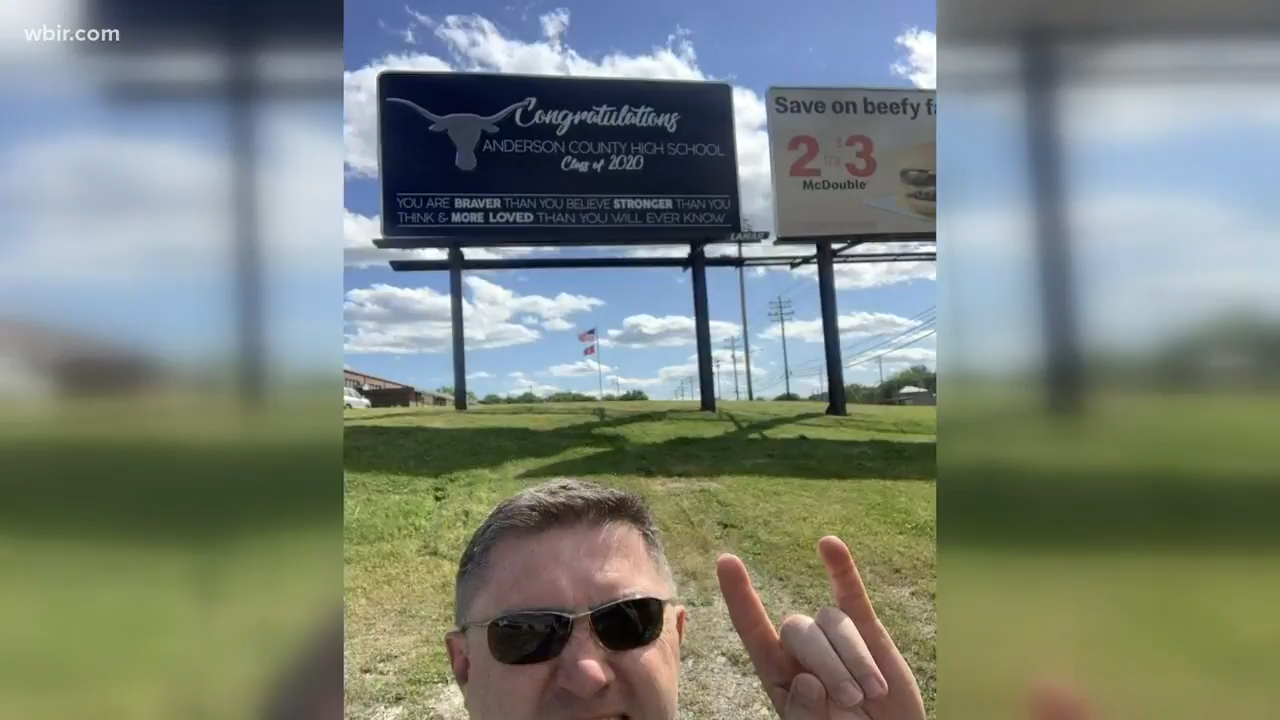 wbir.com
Congratulations
ANDERSON COUNTY HIGH SCHOOL
Class of 2020
YOU ARE BRAVER THAN YOU BELIEVE STRONGER THAN YOU
THINK & MORE LOVED THAN YOU WILL EVER KNOW
LAMAR
Save on beefy f
2 for $3
McDouble